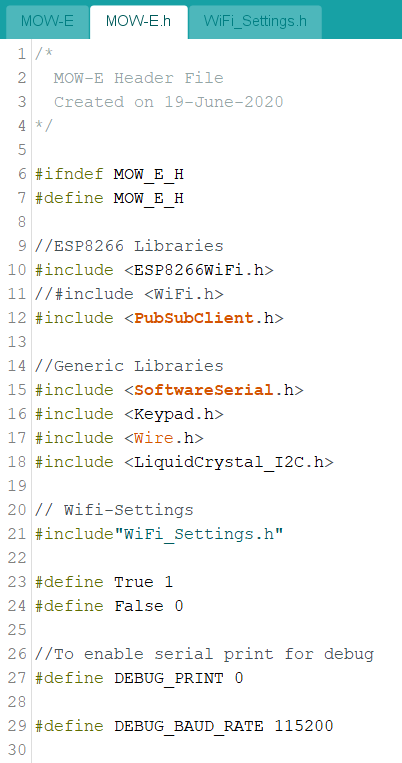 MOW-E MOW-E.h WiFi_Settings.h
1 /*
2 MOW-E Header File
3 Created on 19-June-2020
4 */
5
6 #ifndef MOW_E_H
7 #define MOW_E_H
8
9 //ESP8266 Libraries
10 #include <ESP8266WiFi.h>
11 //#include <WiFi.h>
12 #include <PubSubClient.h>
13
14 //Generic Libraries
15 #include <SoftwareSerial.h>
16 #include <Keypad.h>
17 #include <Wire.h>
18 #include <LiquidCrystal_I2C.h>
19
20 // Wifi-Settings
21 #include"WiFi_Settings.h"
22
23 #define True 1
24 #define False 0
25
26 //To enable serial print for debug
27 #define DEBUG_PRINT 0
28
29 #define DEBUG_BAUD_RATE 115200
30